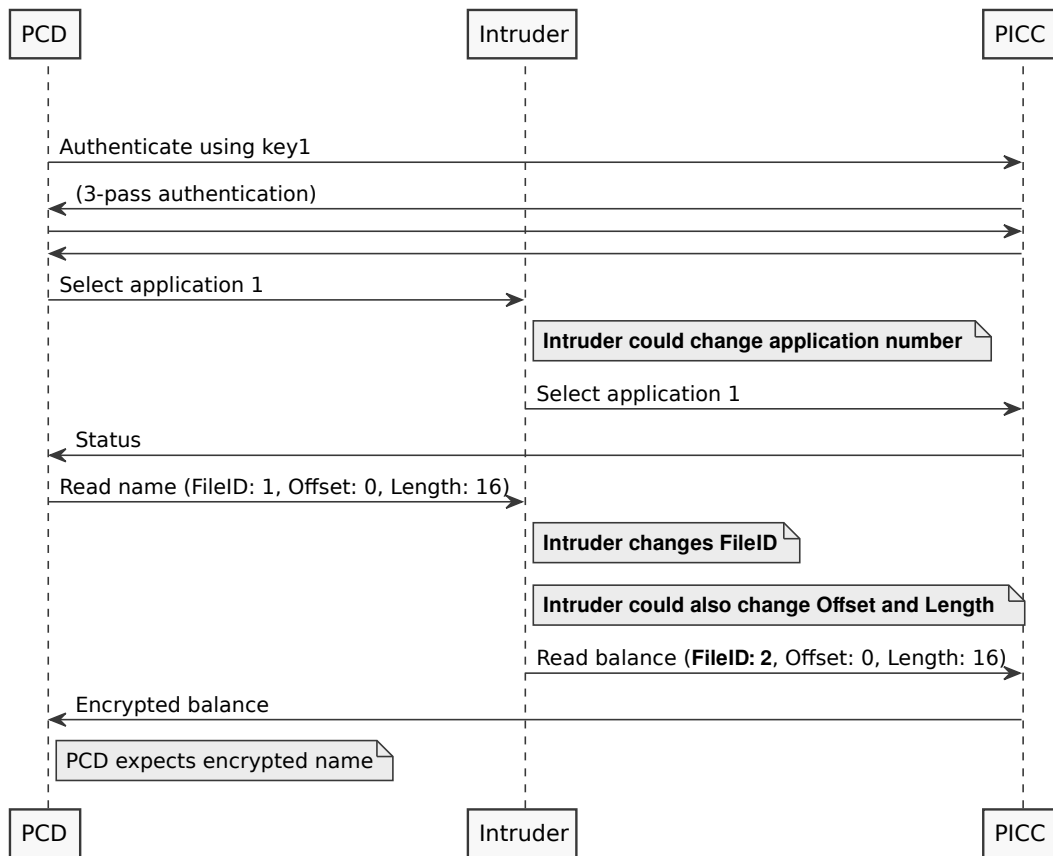 PCD
Intruder
PICC
Authenticate using key1
(3-pass authentication)
Select application 1
Intruder could change application number
Select application 1
Status
Read name (FileID: 1, Offset: 0, Length: 16)
Intruder changes FileID
Intruder could also change Offset and Length
Read balance (FileID: 2, Offset: 0, Length: 16)
Encrypted balance
PCD expects encrypted name
PCD
Intruder
PICC